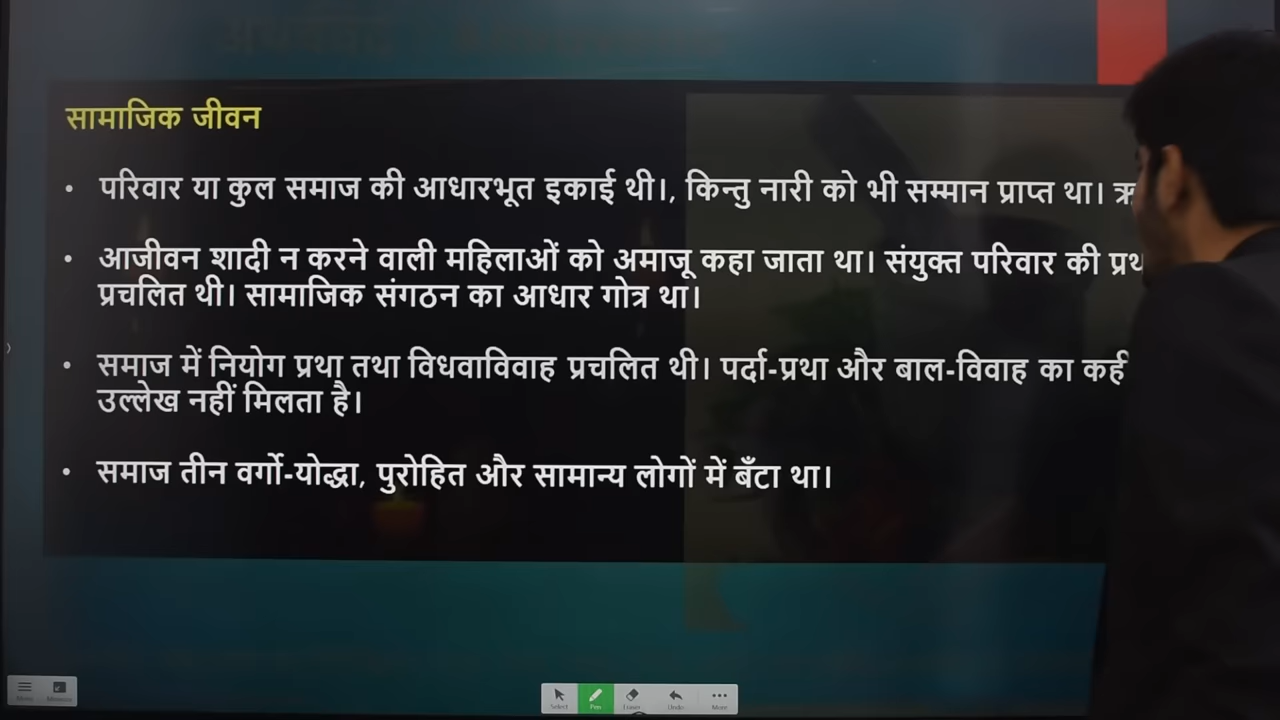 सामाजिक जीवन
• परिवार या कुल समाज की आधारभूत इकाई थी।, किन्तु नारी को भी सम्मान प्राप्त था।
• आजीवन शादी न करने वाली महिलाओं को अमाजू कहा जाता था। संयुक्त परिवार की
प्रचलित थी। सामाजिक संगठन का आधार गोत्र था।
• समाज में नियोग प्रथा तथा विधवाविवाह प्रचलित थी। पर्दा-प्रथा और बाल-विवाह का
उल्लेख नहीं मिलता है।
• समाज तीन वर्गो-योद्धा, पुरोहित और सामान्य लोगों में बँटा था।
Select Pen Eraser Undo More